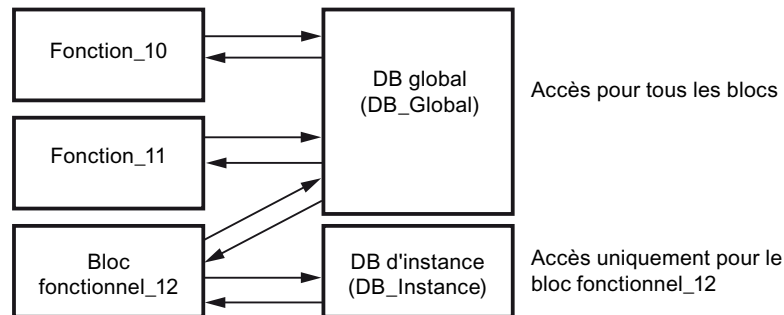 Fonction_10
DB global
(DB_Global)
Accès pour tous les blocs
Fonction_11
Bloc
fonctionnel_12
DB d'instance
(DB_Instance)
Accès uniquement pour le
bloc fonctionnel_12